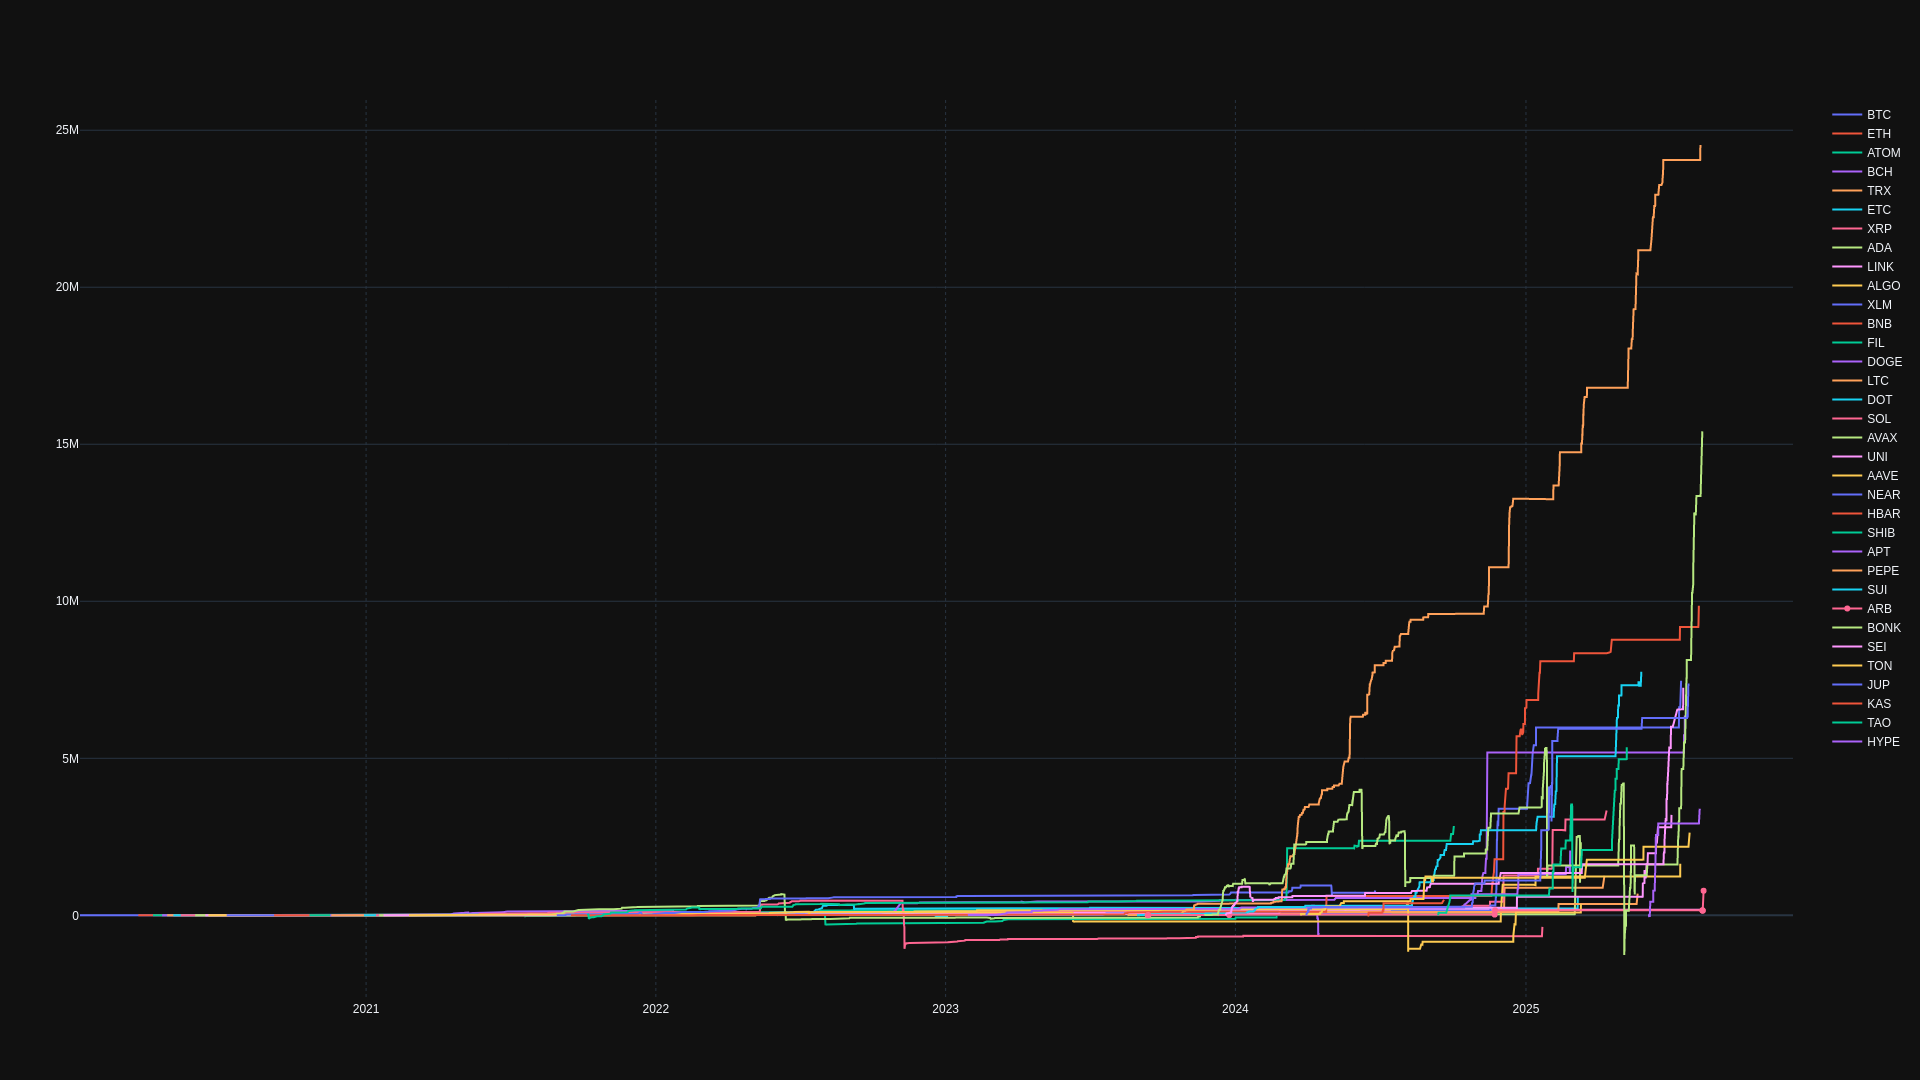 25M
20M
15M
10M
5M
0
2021
2022
2023
2024
2025
BTC
ETH
ATOM
BCH
TRX
ETC
XRP
ADA
LINK
ALGO
XLM
BNB
FIL
DOGE
LTC
DOT
SOL
AVAX
UNI
AAVE
NEAR
HBAR
SHIB
APT
PEPE
SUI
ARB
BONK
SEI
TON
JUP
KAS
TAO
HYPE